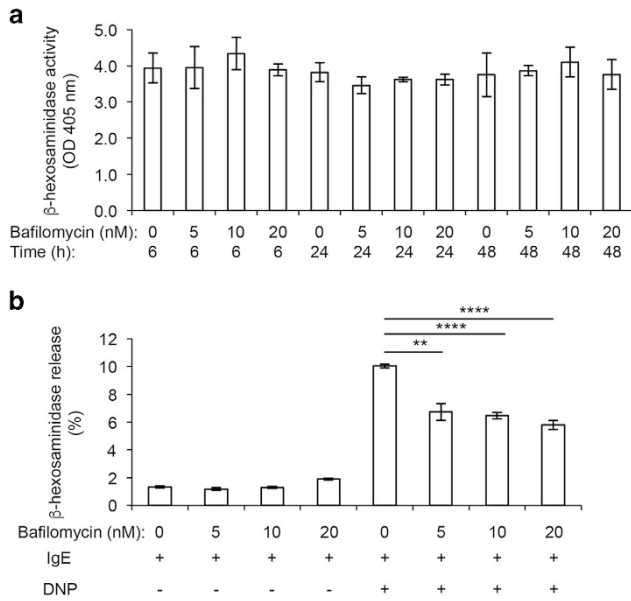 a
β-hexosaminidase activity
(OD 405 nm)
5.0
4.0
3.0
2.0
1.0
0.0
Bafilomycin (nM): 0 5 10 20 0 5 10 20 0 5 10 20
Time (h): 6 6 6 6 24 24 24 24 48 48 48 48
b
β-hexosaminidase release
(%)
12
10
8
6
4
2
0
****
****
**
Bafilomycin (nM): 0 5 10 20 0 5 10 20
IgE + + + + + + + +
DNP - - - - + + + +